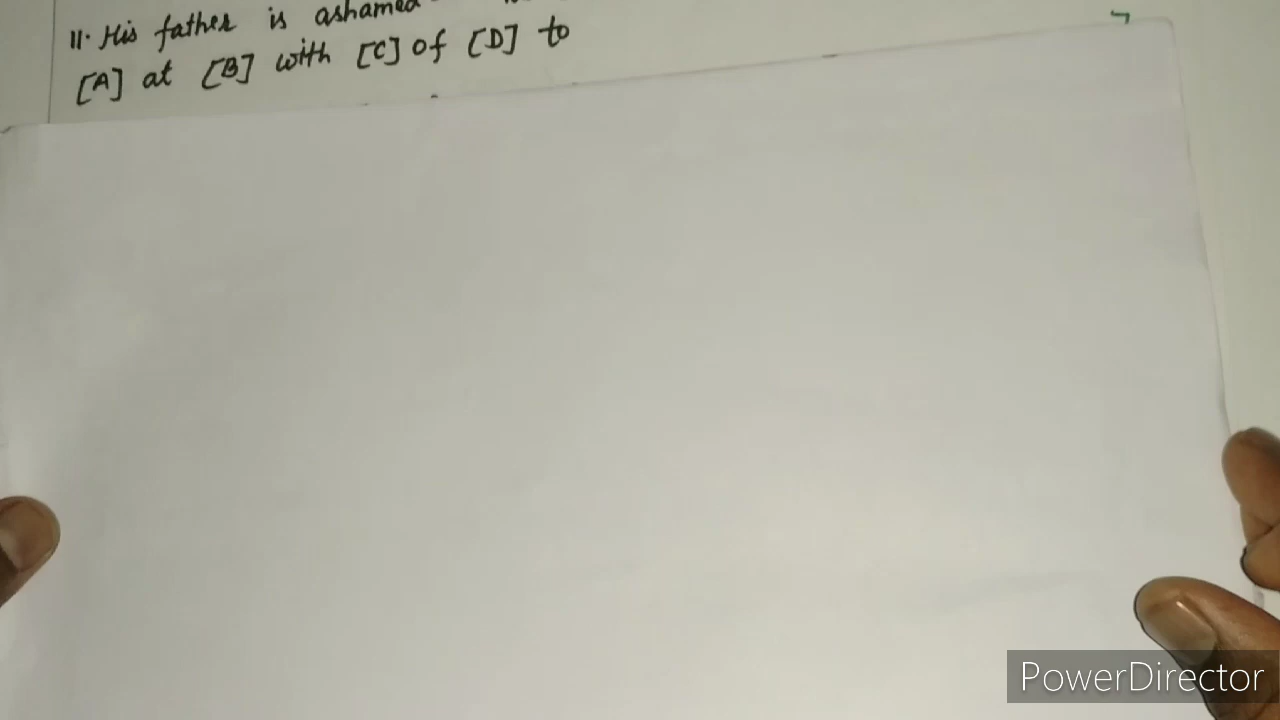 11. His father is ashamed
[A] at [B] with [C] of [D] to
PowerDirector